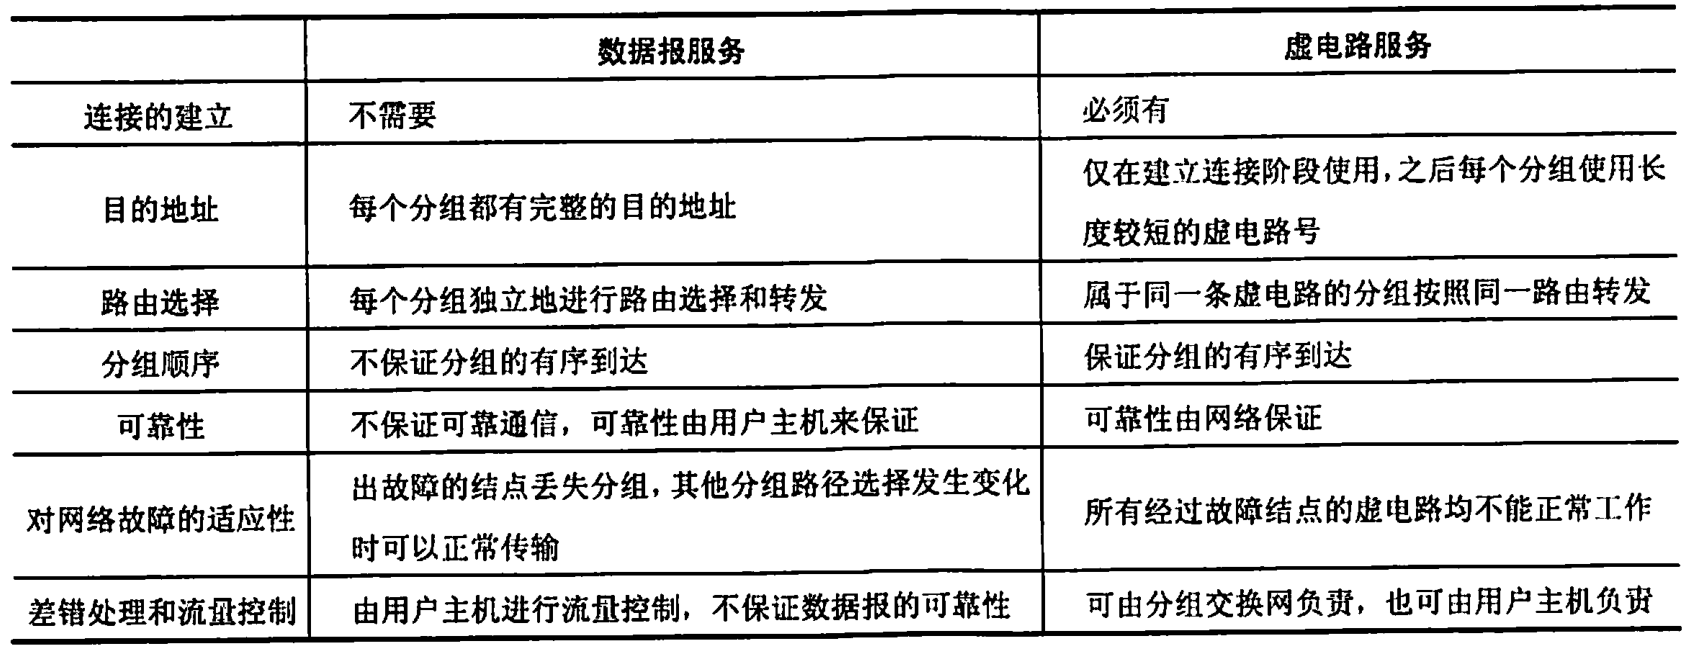 数据报服务 虚电路服务
连接的建立 不需要 必须有
目的地址 每个分组都有完整的目的地址 仅在建立连接阶段使用,之后每个分组使用长
度较短的虚电路号
路由选择 每个分组独立地进行路由选择和转发 属于同一条虚电路的分组按照同一路由转发
分组顺序 不保证分组的有序到达 保证分组的有序到达
可靠性 不保证可靠通信，可靠性由用户主机来保证 可靠性由网络保证
对网络故障的适应性 出故障的结点丢失分组,其他分组路径选择发生变化
时可以正常传输 所有经过故障结点的虚电路均不能正常工作
差错处理和流量控制 由用户主机进行流量控制，不保证数据报的可靠性 可由分组交换网负责，也可由用户主机负责